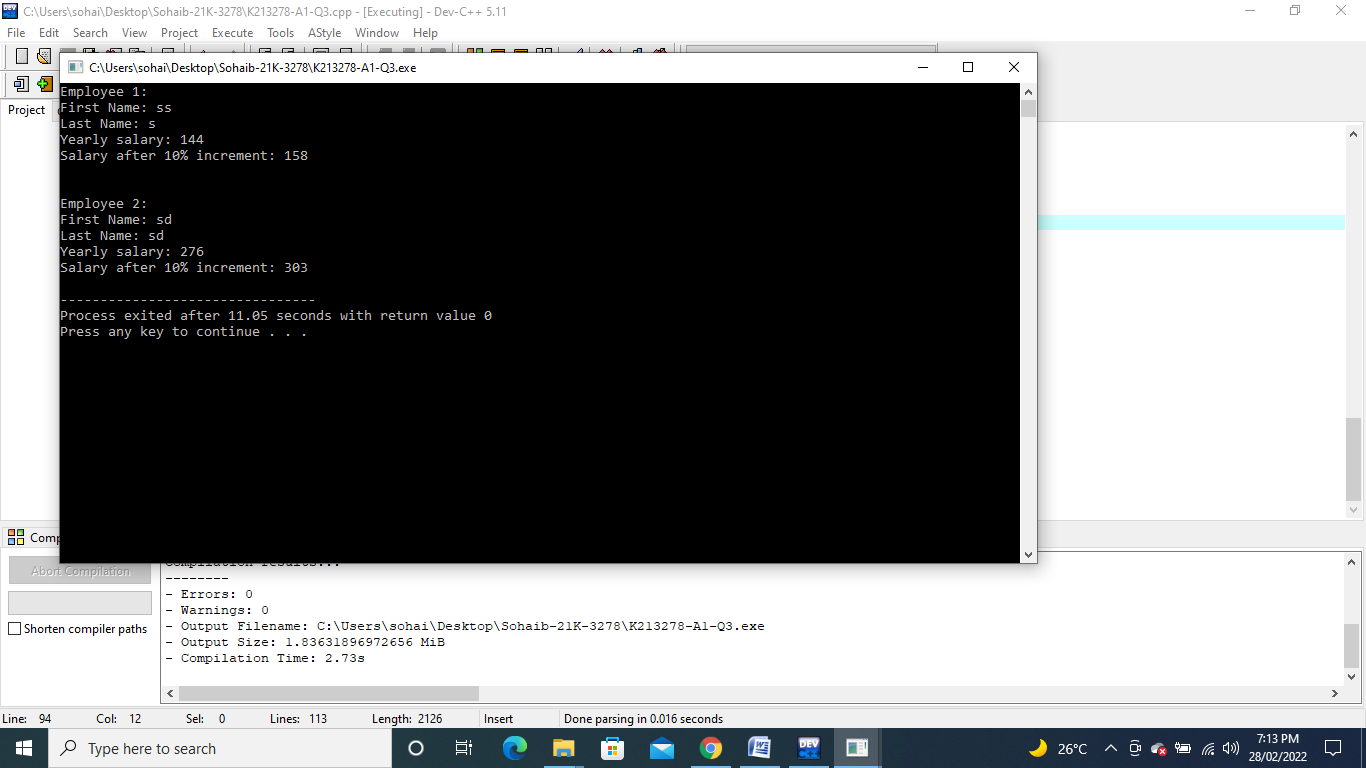 C:\Users\sohai\Desktop\Sohaib-21K-3278\K213278-A1-Q3.cpp - [Executing] - Dev-C++ 5.11
File Edit Search View Project Execute Tools AStyle Window Help
C:\Users\sohai\Desktop\Sohaib-21K-3278\K213278-A1-Q3.exe
Project
Employee 1:
First Name: ss
Last Name: s
Yearly salary: 144
Salary after 10% increment: 158
Employee 2:
First Name: sd
Last Name: sd
Yearly salary: 276
Salary after 10% increment: 303
--------------------------------
Process exited after 11.05 seconds with return value 0
Press any key to continue . . .
Comp
Abort Compilation
Shorten compiler paths
Compilation results...
--------
- Errors: 0
- Warnings: 0
- Output Filename: C:\Users\sohai\Desktop\Sohaib-21K-3278\K213278-A1-Q3.exe
- Output Size: 1.83631896972656 MiB
- Compilation Time: 2.73s
Line: 94 Col: 12 Sel: 0 Lines: 113 Length: 2126 Insert Done parsing in 0.016 seconds
Type here to search
DEV
26°C
7:13 PM
28/02/2022